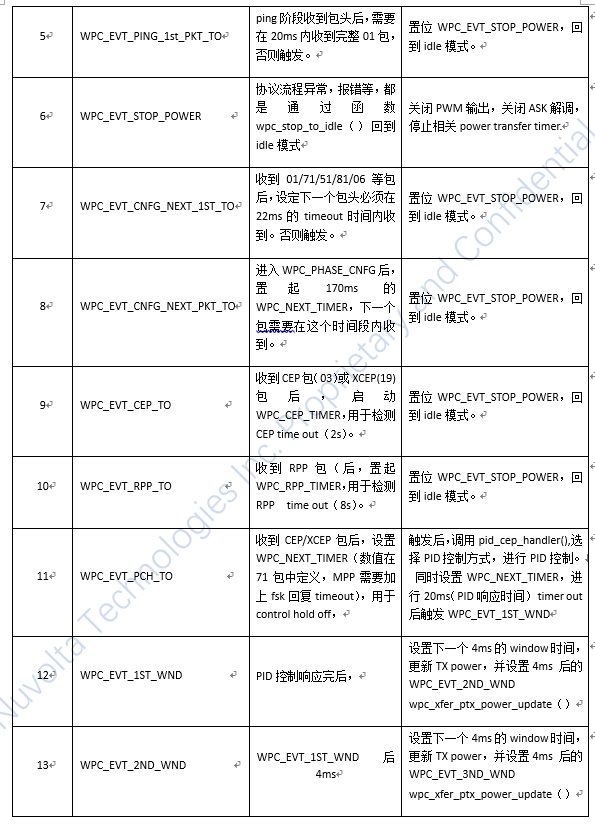 5
WPC_EVT_PING_1st_PKT_TO
ping 阶段收到包头后，需要
在 20ms 内收到完整 01 包，
否则触发。
置位 WPC_EVT_STOP_POWER，回
到 idle 模式。
6
WPC_EVT_STOP_POWER
协议流程异常，报错等，都
是通过函数
wpc_stop_to_idle（）回到
idle 模式
关闭 PWM 输出，关闭 ASK 解调，
停止相关 power transfer timer.
7
WPC_EVT_CNFG_NEXT_1ST_TO
收到 01/71/51/81/06 等包
后，设定下一个包头必须在
22ms 的 timeout 时间内收
到。否则触发。
置位 WPC_EVT_STOP_POWER，回
到 idle 模式。
8
WPC_EVT_CNFG_NEXT_PKT_TO
进入 WPC_PHASE_CNFG 后，
置起 170ms 的
WPC_NEXT_TIMER，下一个
包需要在这个时间段内收
到。
置位 WPC_EVT_STOP_POWER，回
到 idle 模式。
9
WPC_EVT_CEP_TO
收到 CEP 包（03）或 XCEP(19)
包后，启动
WPC_CEP_TIMER，用于检测
CEP time out（2s）。
置位 WPC_EVT_STOP_POWER，回
到 idle 模式。
10
WPC_EVT_RPP_TO
收到 RPP 包（后，置起
WPC_RPP_TIMER，用于检测
RPP time out（8s）。
置位 WPC_EVT_STOP_POWER，回
到 idle 模式。
11
WPC_EVT_PCH_TO
收到 CEP/XCEP 包后，设置
WPC_NEXT_TIMER（数值在
71 包中定义，MPP 需要加
上 fsk 回复 timeout），用于
control hold off，
触发后，调用 pid_cep_handler(),选
择 PID 控制方式，进行 PID 控制。
同时设置 WPC_NEXT_TIMER，进
行 20ms（PID 响应时间）timer out
后触发 WPC_EVT_1ST_WND
12
WPC_EVT_1ST_WND
PID 控制响应完后，
设置下一个 4ms 的 window 时间，
更新 TX power，并设置 4ms 后的
WPC_EVT_2ND_WND
wpc_xfer_ptx_power_update（）
13
WPC_EVT_2ND_WND
WPC_EVT_1ST_WND 后
4ms
设置下一个 4ms 的 window 时间，
更新 TX power，并设置 4ms 后的
WPC_EVT_3ND_WND
wpc_xfer_ptx_power_update（）
Nuvolta Technologies Inc. Proprietary and Confidential